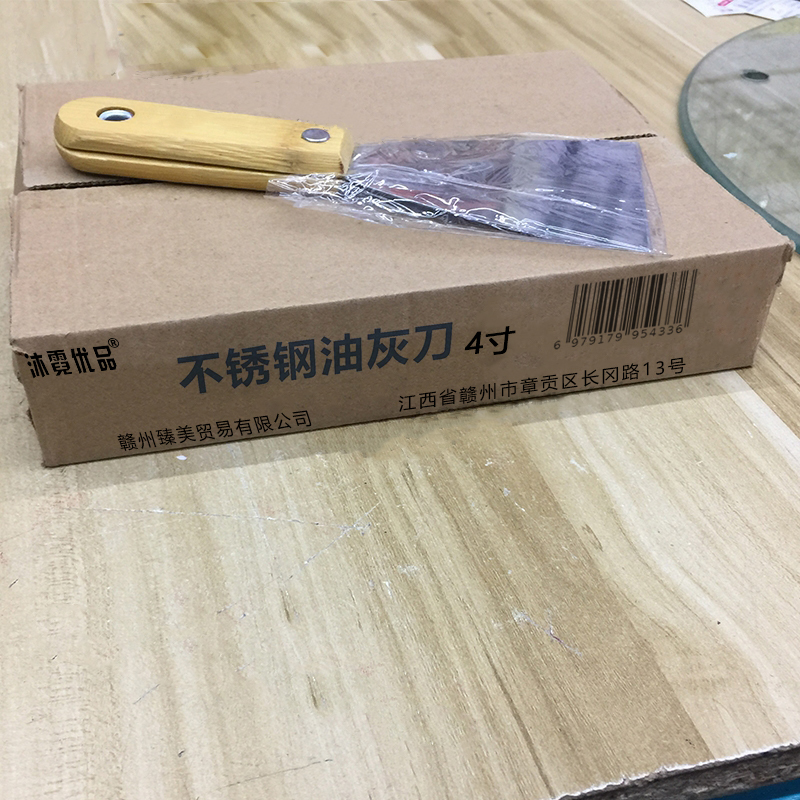 沐霓优品®
不锈钢油灰刀 4寸
6 979179 954336
赣州臻美贸易有限公司
江西省赣州市章贡区长冈路13号